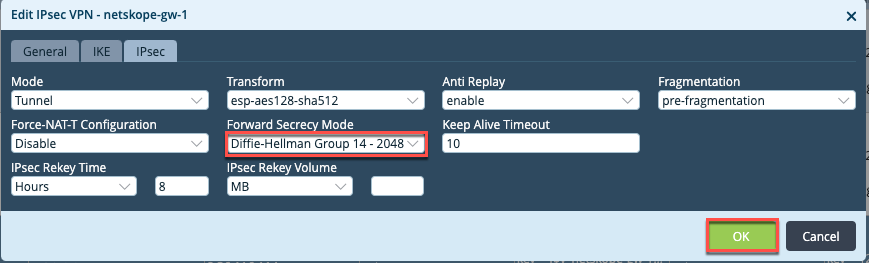 Edit IPsec VPN - netskope-gw-1
General IKE IPsec
Mode Transform Anti Replay Fragmentation
Tunnel esp-aes128-sha512 enable pre-fragmentation
Force-NAT-T Configuration Forward Secrecy Mode Keep Alive Timeout
Disable Diffie-Hellman Group 14 - 2048 10
IPsec Rekey Time IPsec Rekey Volume
Hours 8 MB
OK Cancel